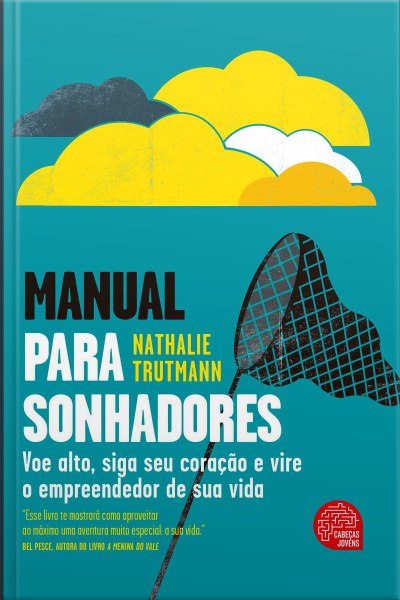 MANUAL
PARA
NATHALIE
TRUTMANN
SONHADORES
Voe alto, siga seu coração e vire
o empreendedor de sua vida
"Esse livro te mostrará como aproveitar
ao máximo uma aventura muito especial: a sua vida."
BEL PESCE, AUTORA DO LIVRO A MENINA DO VALE
CABEÇAS
JOVENS